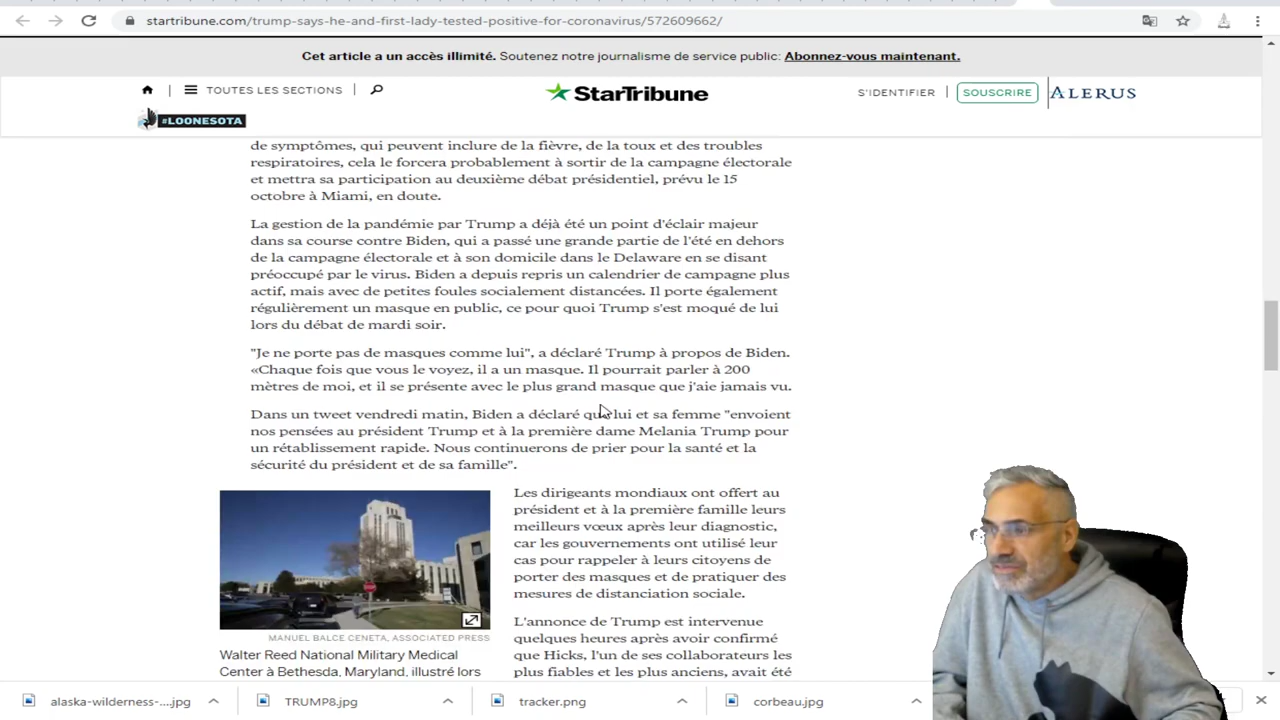 startribune.com/trump-says-he-and-first-lady-tested-positive-for-coronavirus/572609662/
Cet article a un accès illimité. Soutenez notre journalisme de service public: Abonnez-vous maintenant.
TOUTES LES SECTIONS
StarTribune
S'IDENTIFIER
SOUSCRIRE
ALERUS
#LOONESOTA
de symptômes, qui peuvent inclure de la fièvre, de la toux et des troubles
respiratoires, cela le forcera probablement à sortir de la campagne électorale
et mettra sa participation au deuxième débat présidentiel, prévu le 15
octobre à Miami, en doute.
La gestion de la pandémie par Trump a déjà été un point d'éclair majeur
dans sa course contre Biden, qui a passé une grande partie de l'été en dehors
de la campagne électorale et à son domicile dans le Delaware en se disant
préoccupé par le virus. Biden a depuis repris un calendrier de campagne plus
actif, mais avec de petites foules socialement distancées. Il porte également
régulièrement un masque en public, ce pour quoi Trump s'est moqué de lui
lors du débat de mardi soir.
"Je ne porte pas de masques comme lui", a déclaré Trump à propos de Biden.
«Chaque fois que vous le voyez, il a un masque. Il pourrait parler à 200
mètres de moi, et il se présente avec le plus grand masque que j'aie jamais vu.
Dans un tweet vendredi matin, Biden a déclaré que lui et sa femme "envoient
nos pensées au président Trump et à la première dame Melania Trump pour
un rétablissement rapide. Nous continuerons de prier pour la santé et la
sécurité du président et de sa famille".
Les dirigeants mondiaux ont offert au
président et à la première famille leurs
meilleurs vœux après leur diagnostic,
car les gouvernements ont utilisé leur
cas pour rappeler à leurs citoyens de
porter des masques et de pratiquer des
mesures de distanciation sociale.
L'annonce de Trump est intervenue
quelques heures après avoir confirmé
que Hicks, l'un de ses collaborateurs les
plus fiables et les plus anciens, avait été
MANUEL BALCE CENETA, ASSOCIATED PRESS
Walter Reed National Military Medical
Center à Bethesda, Maryland, illustré lors
alaska-wilderness-....jpg
TRUMP8.jpg
tracker.png
corbeau.jpg